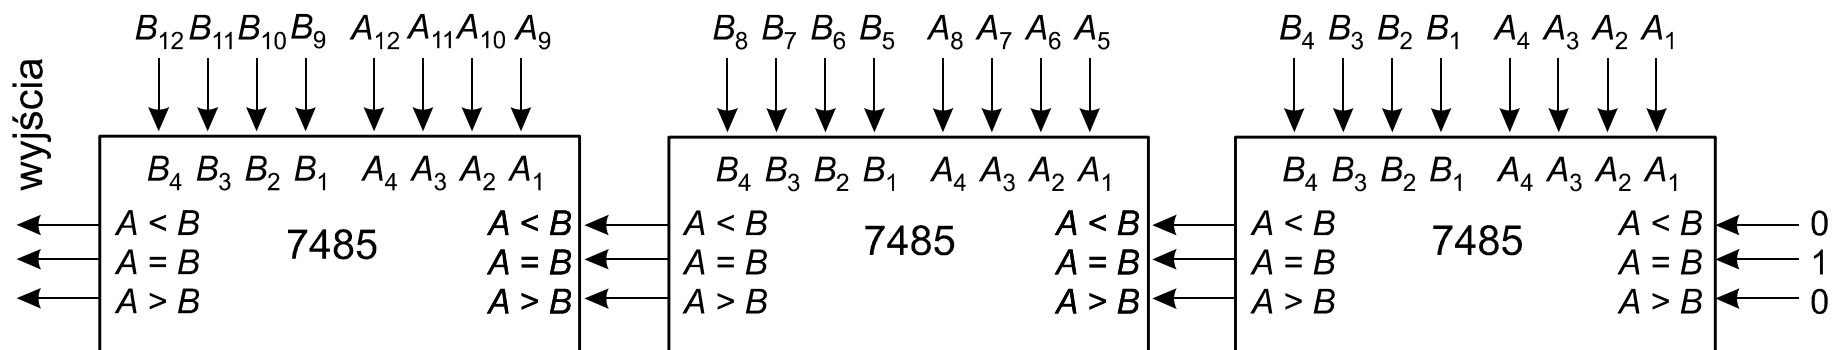 B12 B11 B10 B9 A12 A11 A10 A9 B8 B7 B6 B5 A8 A7 A6 A5 B4 B3 B2 B1 A4 A3 A2 A1
wyjścia
B4 B3 B2 B1 A4 A3 A2 A1 B4 B3 B2 B1 A4 A3 A2 A1 B4 B3 B2 B1 A4 A3 A2 A1
A < B A < B A < B A < B A < B A < B 0
7485 7485 7485
A = B A = B A = B A = B A = B A = B 1
A > B A > B A > B A > B A > B A > B 0